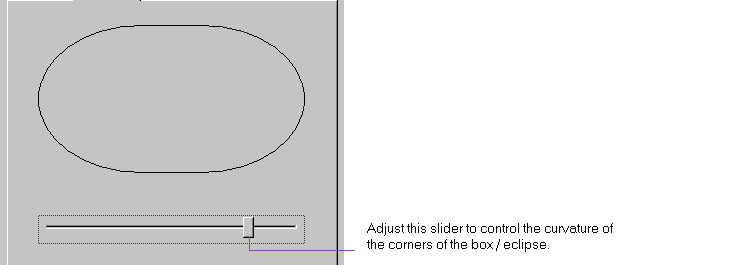 Adjust this slider to control the curvature of
the corners of the box / eclipse.